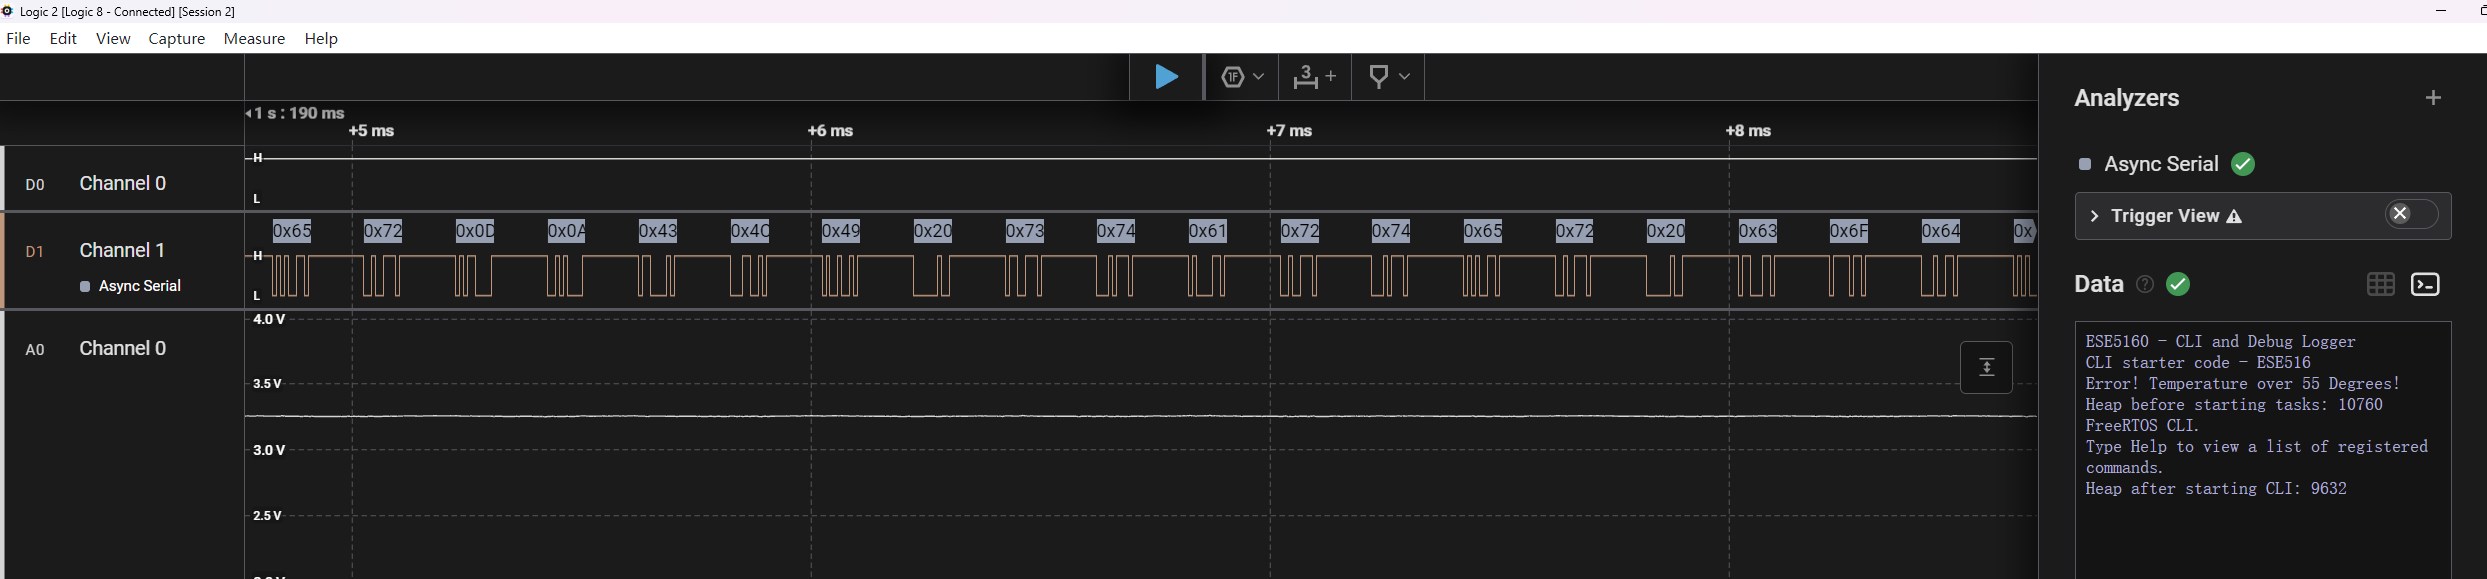 Logic 2 [Logic 8 - Connected] [Session 2]
File Edit View Capture Measure Help
1F 3 +
1 s : 190 ms
+5 ms +6 ms +7 ms +8 ms
D0 Channel 0
H
L
D1 Channel 1
Async Serial
0x65 0x72 0x0D 0x0A 0x43 0x4C 0x49 0x20 0x73 0x74 0x61 0x72 0x74 0x65 0x72 0x20 0x63 0x6F 0x64 0x
H
L
A0 Channel 0
4.0 V
3.5 V
3.0 V
2.5 V
Analyzers +
Async Serial
Trigger View
Data ?
ESE5160 - CLI and Debug Logger
CLI starter code - ESE516
Error! Temperature over 55 Degrees!
Heap before starting tasks: 10760
FreeRTOS CLI.
Type Help to view a list of registered
commands.
Heap after starting CLI: 9632